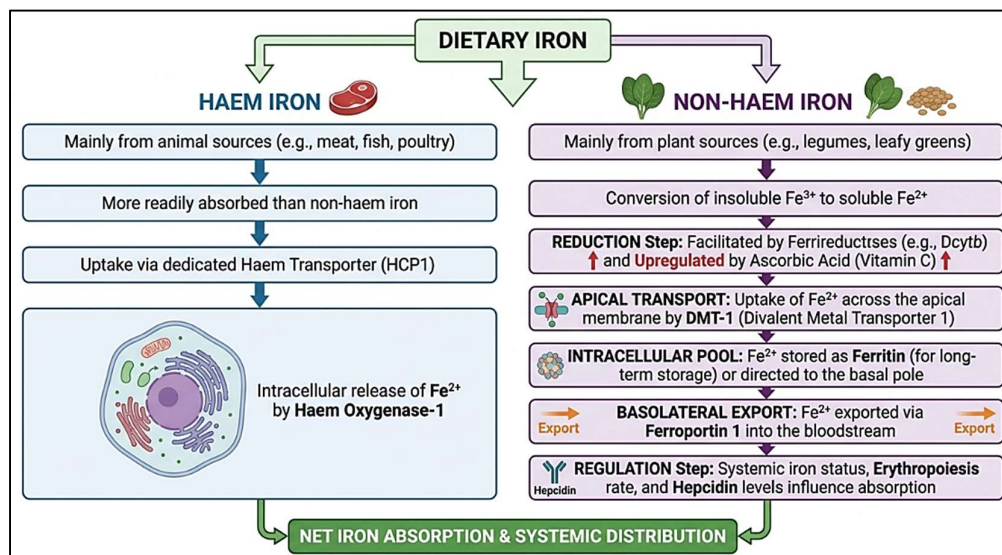 DIETARY IRON
HAEM IRON
Mainly from animal sources (e.g., meat, fish, poultry)
More readily absorbed than non-haem iron
Uptake via dedicated Haem Transporter (HCP1)
Intracellular release of Fe²⁺
by Haem Oxygenase-1
NON-HAEM IRON
Mainly from plant sources (e.g., legumes, leafy greens)
Conversion of insoluble Fe³⁺ to soluble Fe²⁺
REDUCTION Step: Facilitated by Ferrireductrses (e.g., Dcytb)
↑ and Upregulated by Ascorbic Acid (Vitamin C) ↑
APICAL TRANSPORT: Uptake of Fe²⁺ across the apical
membrane by DMT-1 (Divalent Metal Transporter 1)
INTRACELLULAR POOL: Fe²⁺ stored as Ferritin (for long-
term storage) or directed to the basal pole
Export
BASOLATERAL EXPORT: Fe²⁺ exported via
Ferroportin 1 into the bloodstream
Export
Hepcidin
REGULATION Step: Systemic iron status, Erythropoiesis
rate, and Hepcidin levels influence absorption
NET IRON ABSORPTION & SYSTEMIC DISTRIBUTION